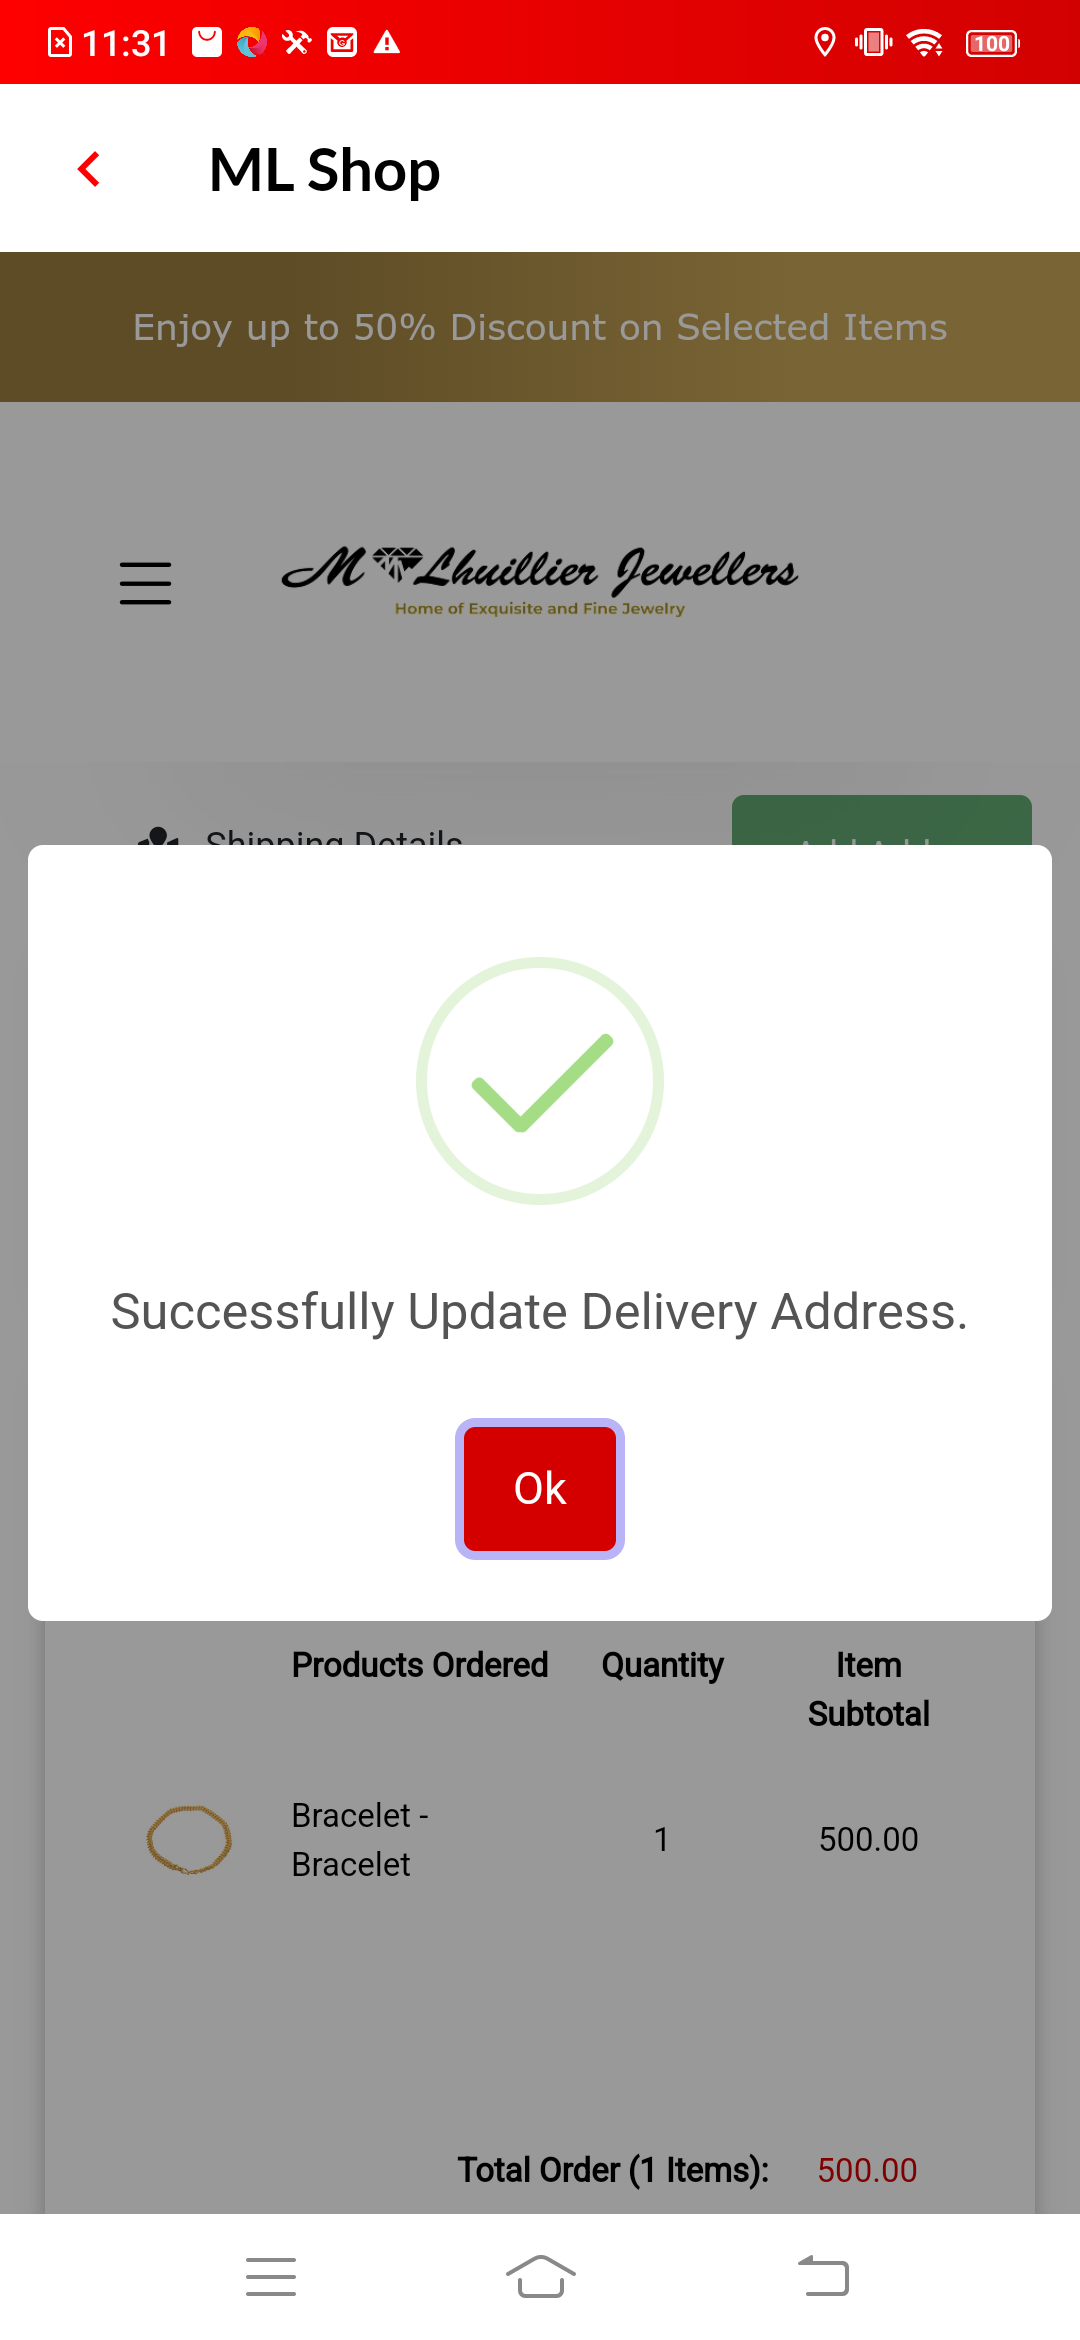 11:31
100
ML Shop
Enjoy up to 50% Discount on Selected Items
M Lhuillier Jewellers
Home of Exquisite and Fine Jewelry
Shipping Details
Successfully Update Delivery Address.
Ok
Products Ordered Quantity Item
Subtotal
Bracelet -
Bracelet
1 500.00
Total Order (1 Items): 500.00